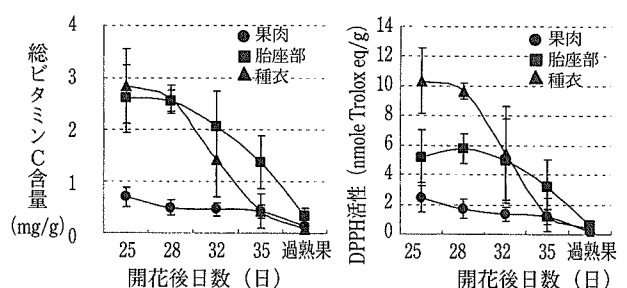 総ビタミンC含量
(mg/g)
4
3
2
1
0
果肉
胎座部
種衣
25 28 32 35 過熟果
開花後日数（日）
DPPH活性 (nmole Trolox eq/g)
14
12
10
8
6
4
2
0
果肉
胎座部
種衣
25 28 32 35 過熟果
開花後日数（日）